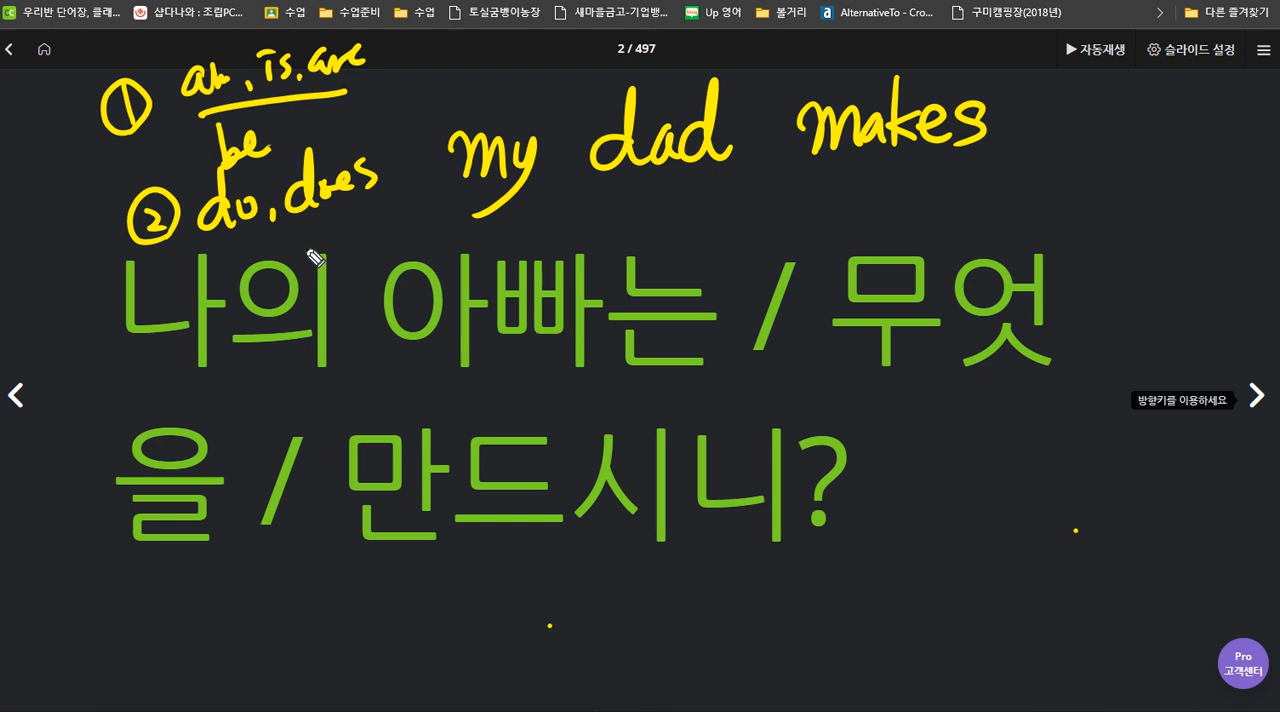 우리반 단어장, 클래... 샵다나와 : 조립PC... 수업 수업준비 수업 토실굼벵이농장 새마을금고-기업뱅... Up 영어 볼거리 AlternativeTo - Cro... 구미캠핑장(2018년) 다른 즐겨찾기
2 / 497 자동재생 슬라이드 설정
① am, is, are
be
my dad makes
② do, does
나의 아빠는 / 무엇
을 / 만드시니?
방향키를 이용하세요
Pro
고객센터